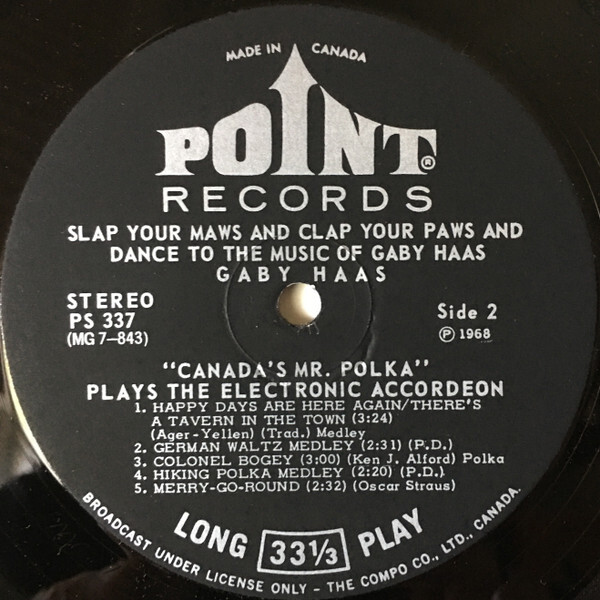 MADE IN CANADA
POINT®
RECORDS
SLAP YOUR MAWS AND CLAP YOUR PAWS AND
DANCE TO THE MUSIC OF GABY HAAS
GABY HAAS
STEREO
PS 337
(MG 7-843)
Side 2
Ⓟ 1968
"CANADA'S MR. POLKA"
PLAYS THE ELECTRONIC ACCORDEON
1. HAPPY DAYS ARE HERE AGAIN/THERE'S
A TAVERN IN THE TOWN (3:24)
(Ager-Yellen) (Trad.) Medley
2. GERMAN WALTZ MEDLEY (2:31) (P.D.)
3. COLONEL BOGEY (3:00) (Ken J. Alford) Polka
4. HIKING POLKA MEDLEY (2:20) (P.D.)
5. MERRY-GO-ROUND (2:32) (Oscar Straus)
LONG 33⅓ PLAY
BROADCAST UNDER LICENSE ONLY - THE COMPO CO., LTD., CANADA.